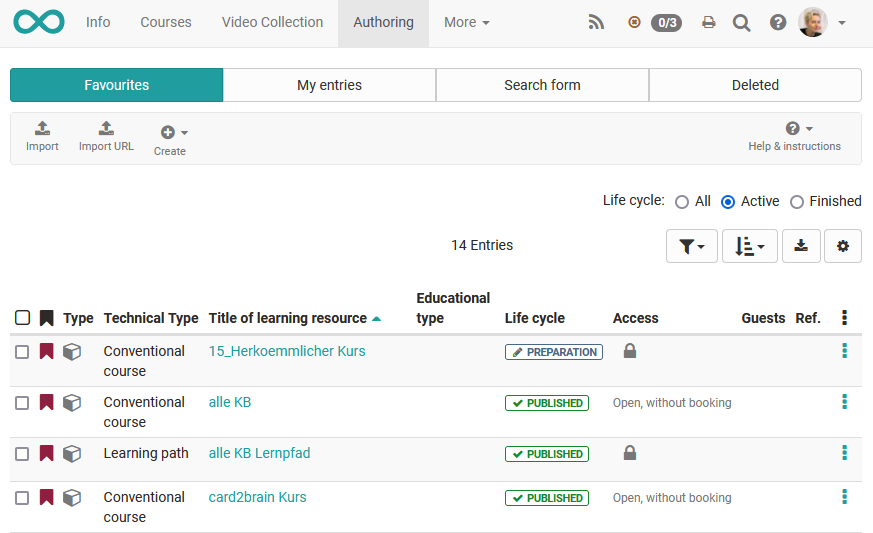 Info Courses Video Collection Authoring More 0/3
Favourites My entries Search form Deleted
Import Import URL Create Help & instructions
Life cycle: All Active Finished
14 Entries
Type Technical Type Title of learning resource Educational type Life cycle Access Guests Ref.
Conventional course 15_Herkoemmlicher Kurs PREPARATION
Conventional course alle KB PUBLISHED Open, without booking
Learning path alle KB Lernpfad PUBLISHED
Conventional course card2brain Kurs PUBLISHED Open, without booking